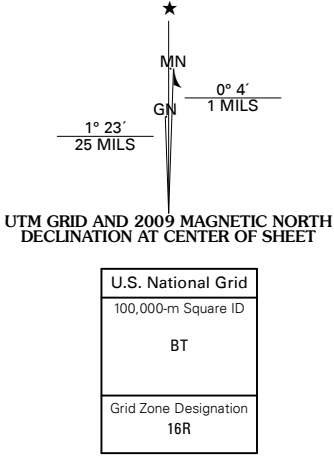 ★
MN
0° 4´
1 MILS
GN
1° 23´
25 MILS
UTM GRID AND 2009 MAGNETIC NORTH
DECLINATION AT CENTER OF SHEET
U.S. National Grid
100,000-m Square ID
BT
Grid Zone Designation
16R